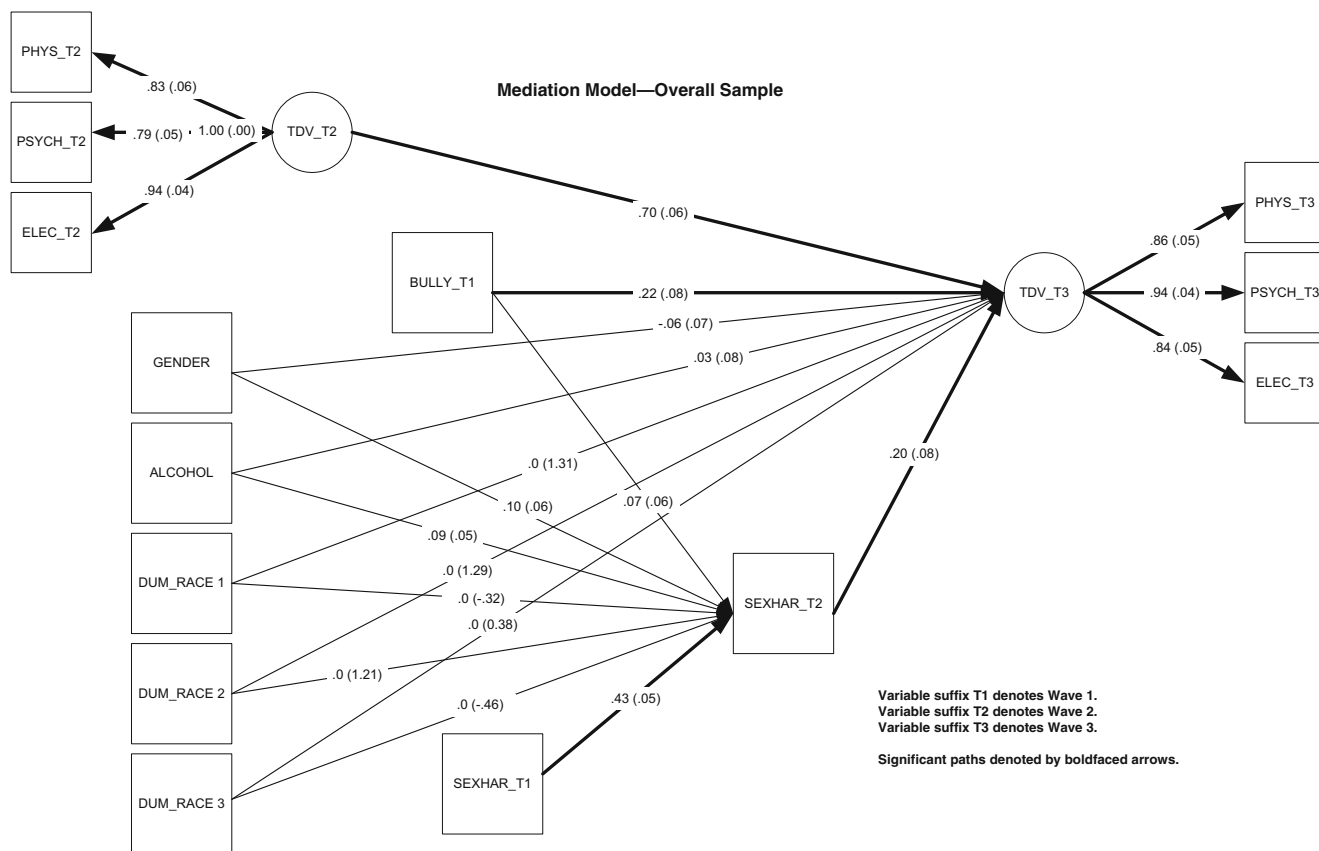 Mediation Model—Overall Sample
PHYS_T2
PSYCH_T2
ELEC_T2
.83 (.06)
.79 (.05)
1.00 (.00)
.94 (.04)
TDV_T2
.70 (.06)
BULLY_T1
.22 (.08)
-.06 (.07)
.03 (.08)
TDV_T3
.86 (.05)
.94 (.04)
.84 (.05)
PHYS_T3
PSYCH_T3
ELEC_T3
GENDER
ALCOHOL
DUM_RACE 1
DUM_RACE 2
DUM_RACE 3
.0 (1.31)
.20 (.08)
.10 (.06)
.07 (.06)
.09 (.05)
.0 (1.29)
.0 (-.32)
.0 (0.38)
.0 (1.21)
.0 (-.46)
.43 (.05)
SEXHAR_T2
SEXHAR_T1
Variable suffix T1 denotes Wave 1.
Variable suffix T2 denotes Wave 2.
Variable suffix T3 denotes Wave 3.
Significant paths denoted by boldfaced arrows.